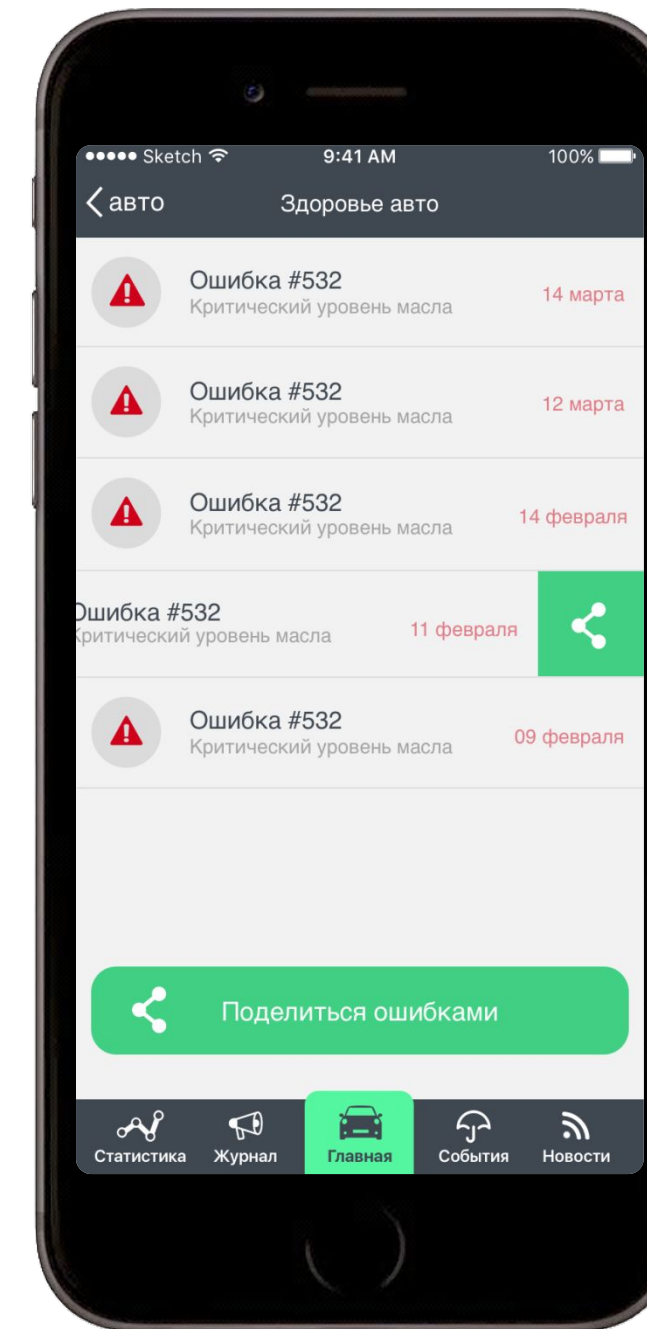 Sketch 9:41 AM 100%
авто Здоровье авто
Ошибка #532
Критический уровень масла 14 марта
Ошибка #532
Критический уровень масла 12 марта
Ошибка #532
Критический уровень масла 14 февраля
Ошибка #532
Критический уровень масла 11 февраля
Ошибка #532
Критический уровень масла 09 февраля
Поделиться ошибками
Статистика Журнал Главная События Новости